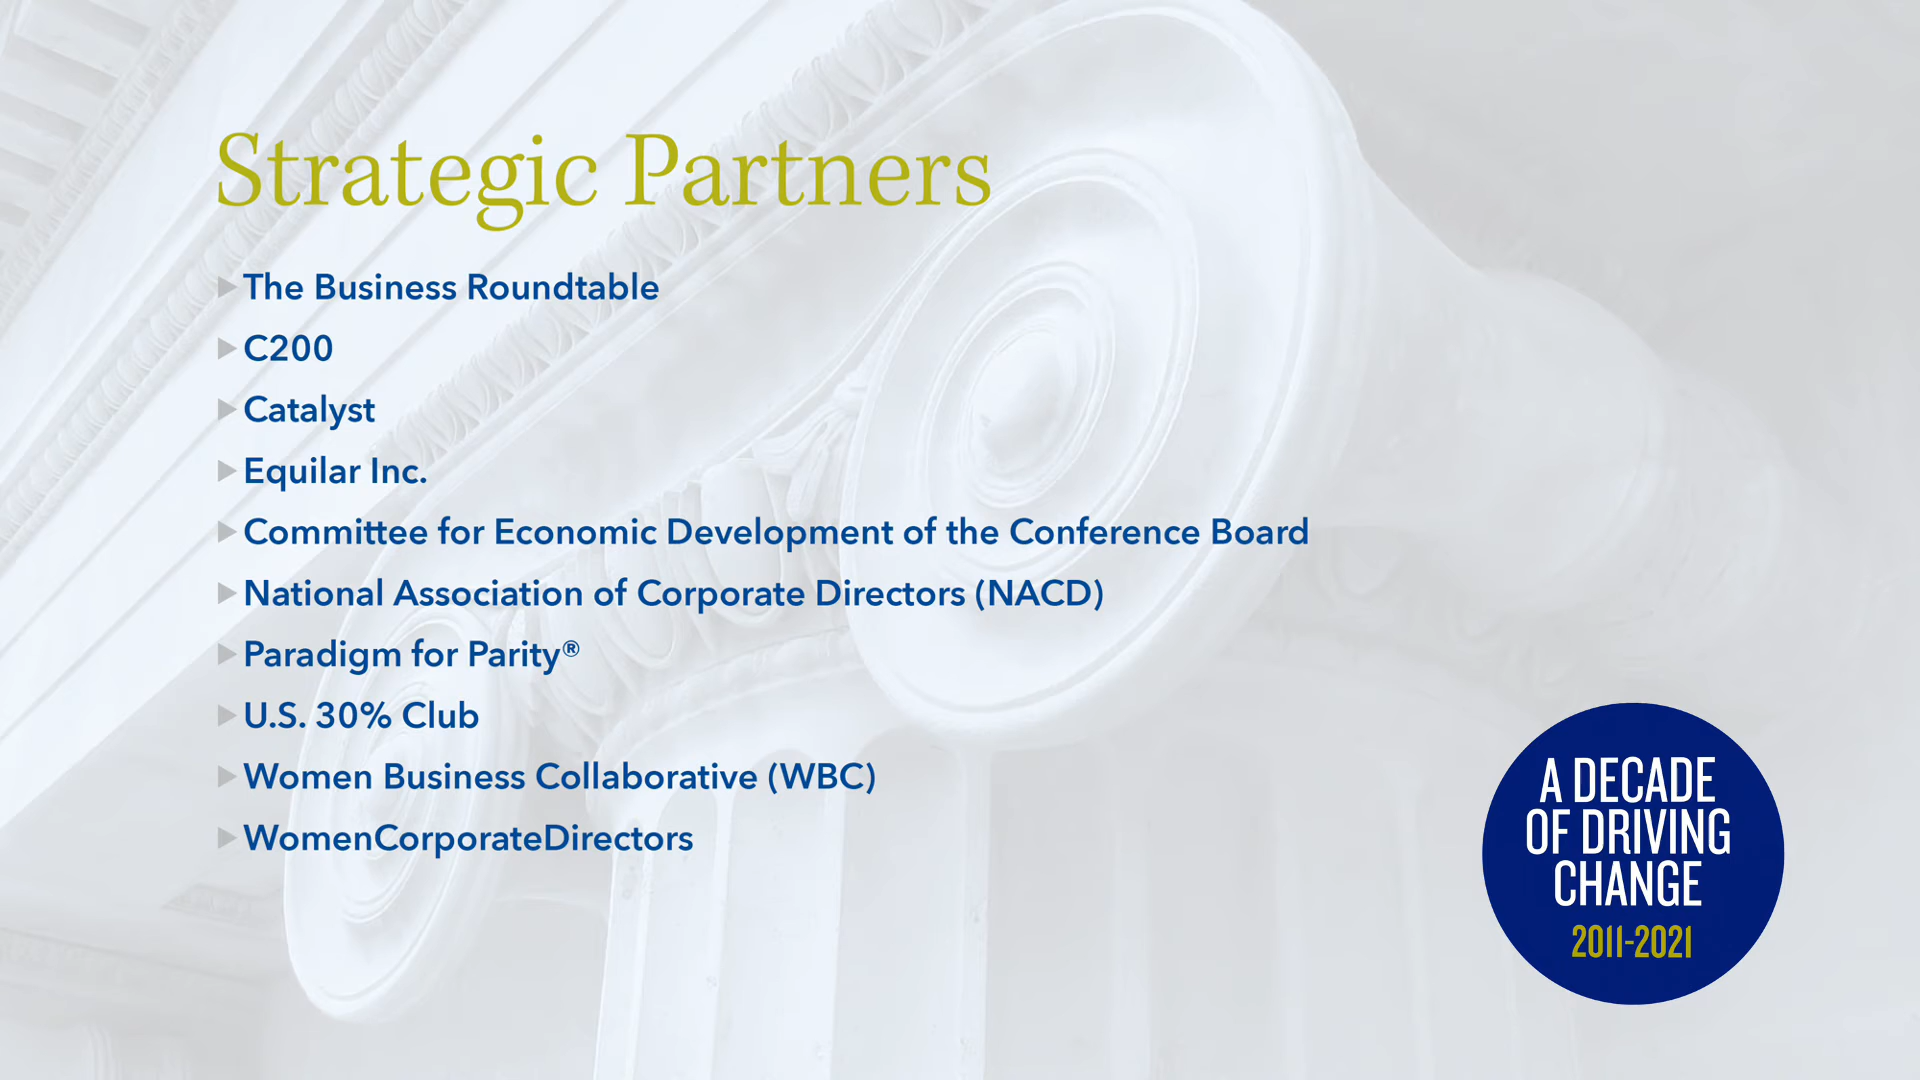 Strategic Partners
The Business Roundtable
C200
Catalyst
Equilar Inc.
Committee for Economic Development of the Conference Board
National Association of Corporate Directors (NACD)
Paradigm for Parity®
U.S. 30% Club
Women Business Collaborative (WBC)
WomenCorporateDirectors
A DECADE
OF DRIVING
CHANGE
2011-2021